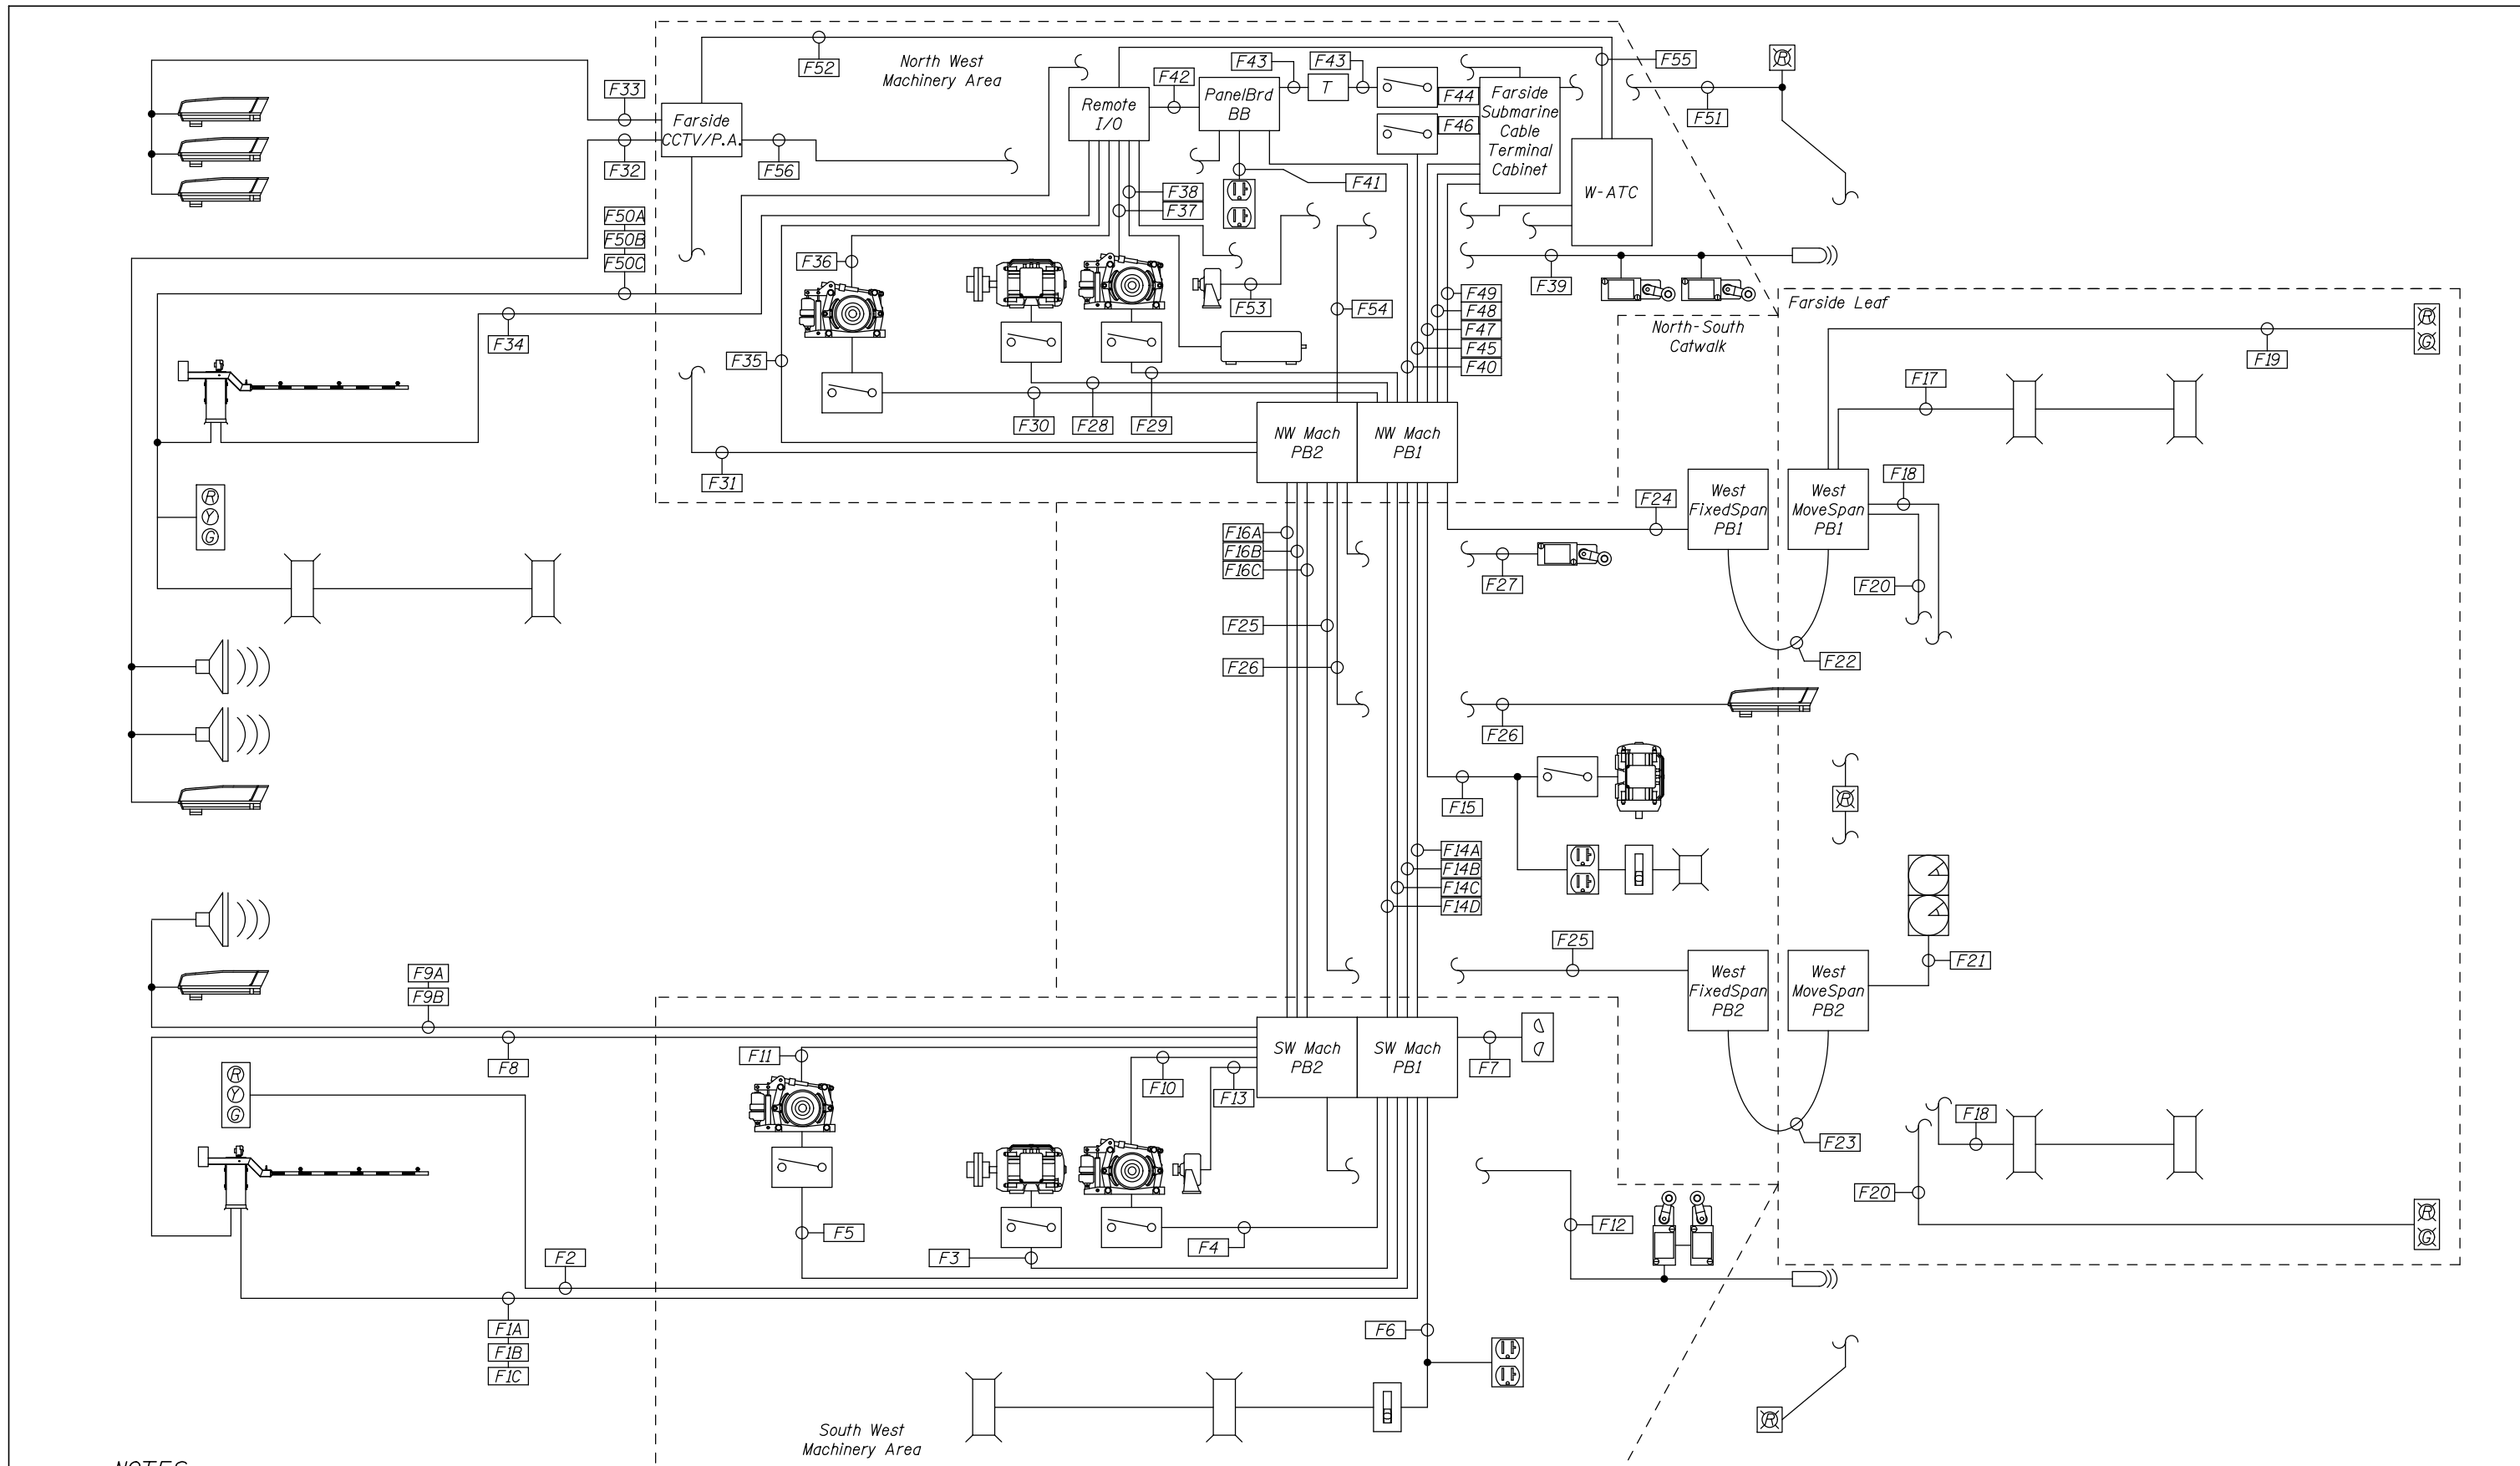 F52
North West
Machinery Area
F33
F32
Farside
CCTV/P.A.
F56
F50A
F50B
F50C
F34
Remote
I/O
F42
PanelBrd
BB
F43
T
F43
F44
F46
Farside
Submarine
Cable
Terminal
Cabinet
F55
F51
R
W-ATC
F41
F38
F37
F36
F53
F54
F39
F35
F49
F48
F47
F45
F40
F30
F28
F29
F31
NW Mach
PB2
NW Mach
PB1
North-South
Catwalk
Farside Leaf
R
G
F19
F17
F18
F24
West
FixedSpan
PB1
West
MoveSpan
PB1
F20
F22
R
Y
G
F16A
F16B
F16C
F27
F25
F26
F26
F15
R
F14A
F14B
F14C
F14D
F25
West
FixedSpan
PB2
West
MoveSpan
PB2
F21
F9A
F9B
F8
F11
F10
F13
SW Mach
PB2
SW Mach
PB1
F7
R
Y
G
F23
F18
F20
R
G
F5
F3
F4
F12
F2
F1A
F1B
F1C
F6
South West
Machinery Area
R
NOTES